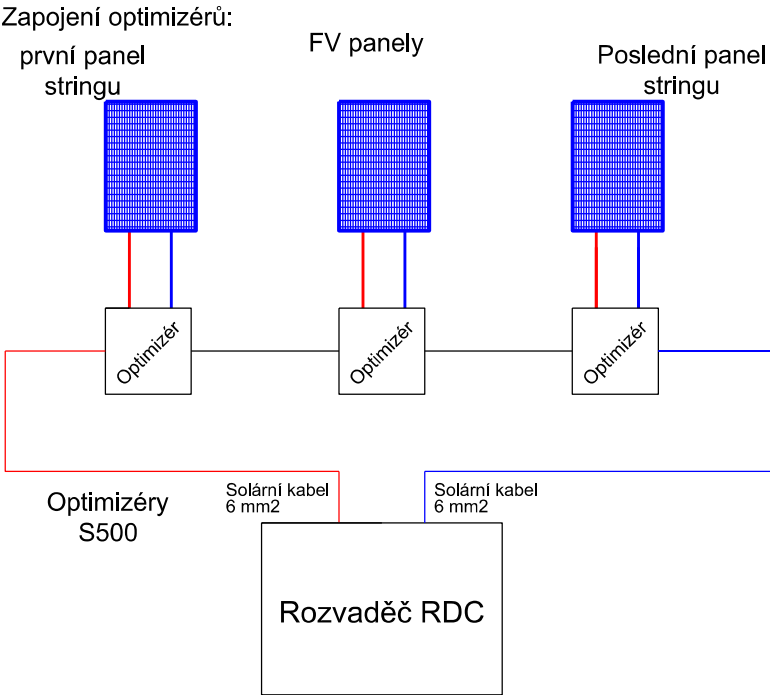 Zapojení optimizérů:
první panel
stringu
FV panely
Poslední panel
stringu
Optimizér
Optimizér
Optimizér
Optimizéry
S500
Solární kabel
6 mm2
Solární kabel
6 mm2
Rozvaděč RDC